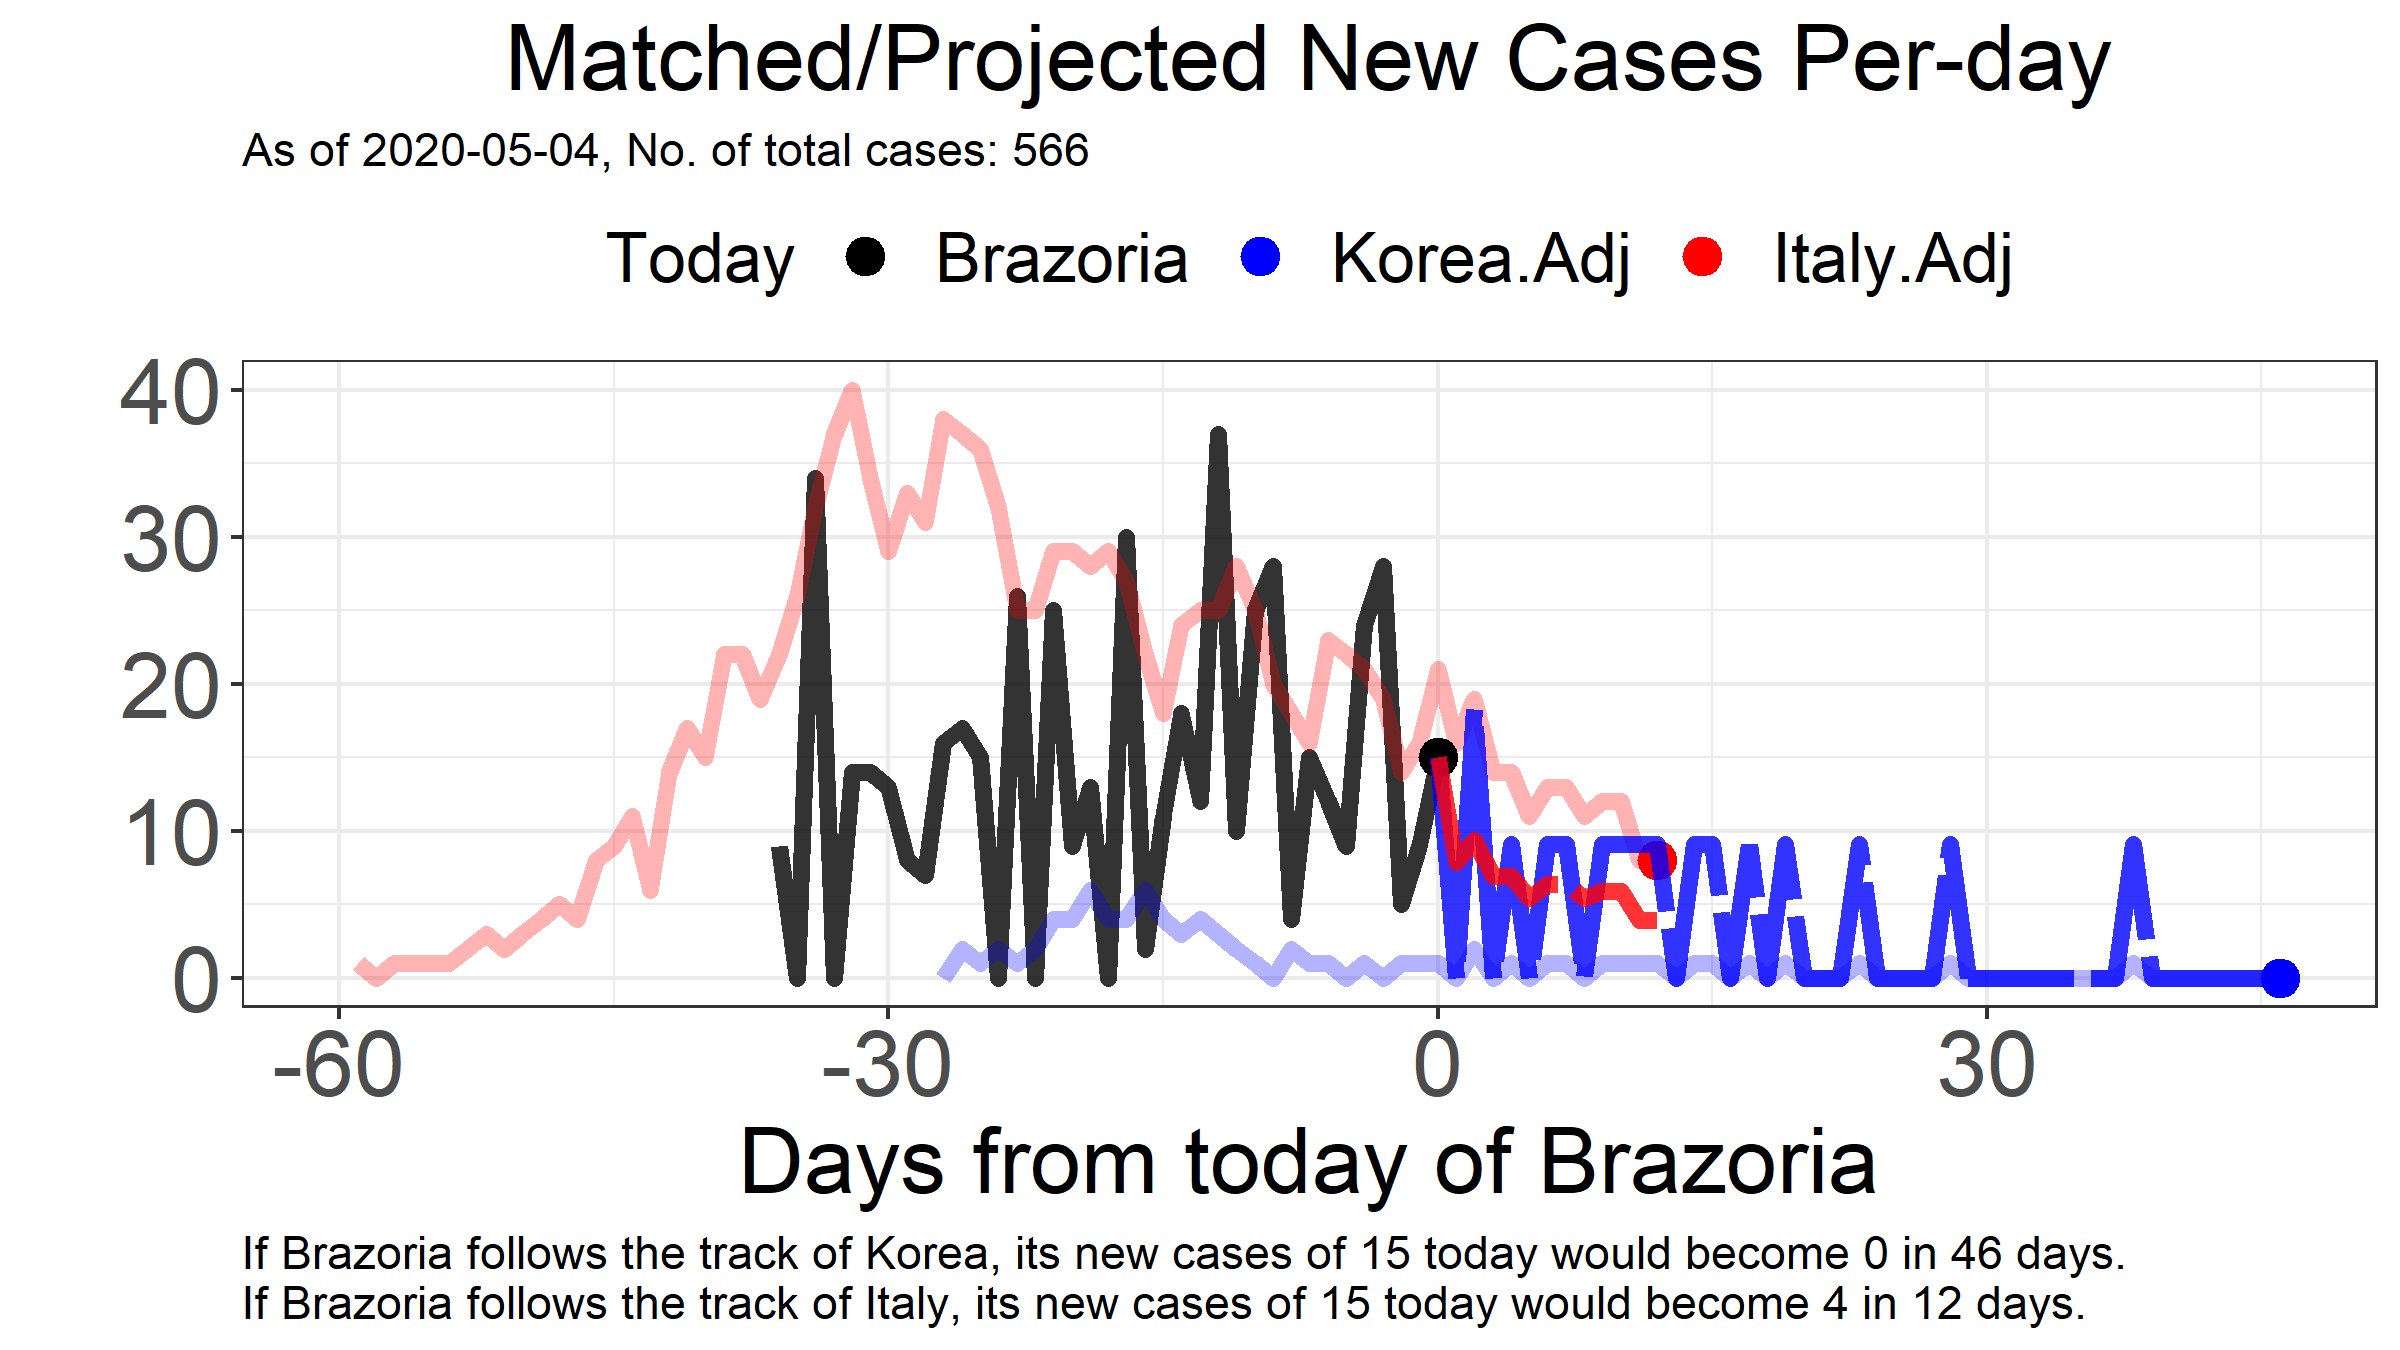 Matched/Projected New Cases Per-day
As of 2020-05-04, No. of total cases: 566
Today Brazoria Korea.Adj Italy.Adj
40
30
20
10
0
-60 -30 0 30
Days from today of Brazoria
If Brazoria follows the track of Korea, its new cases of 15 today would become 0 in 46 days.
If Brazoria follows the track of Italy, its new cases of 15 today would become 4 in 12 days.